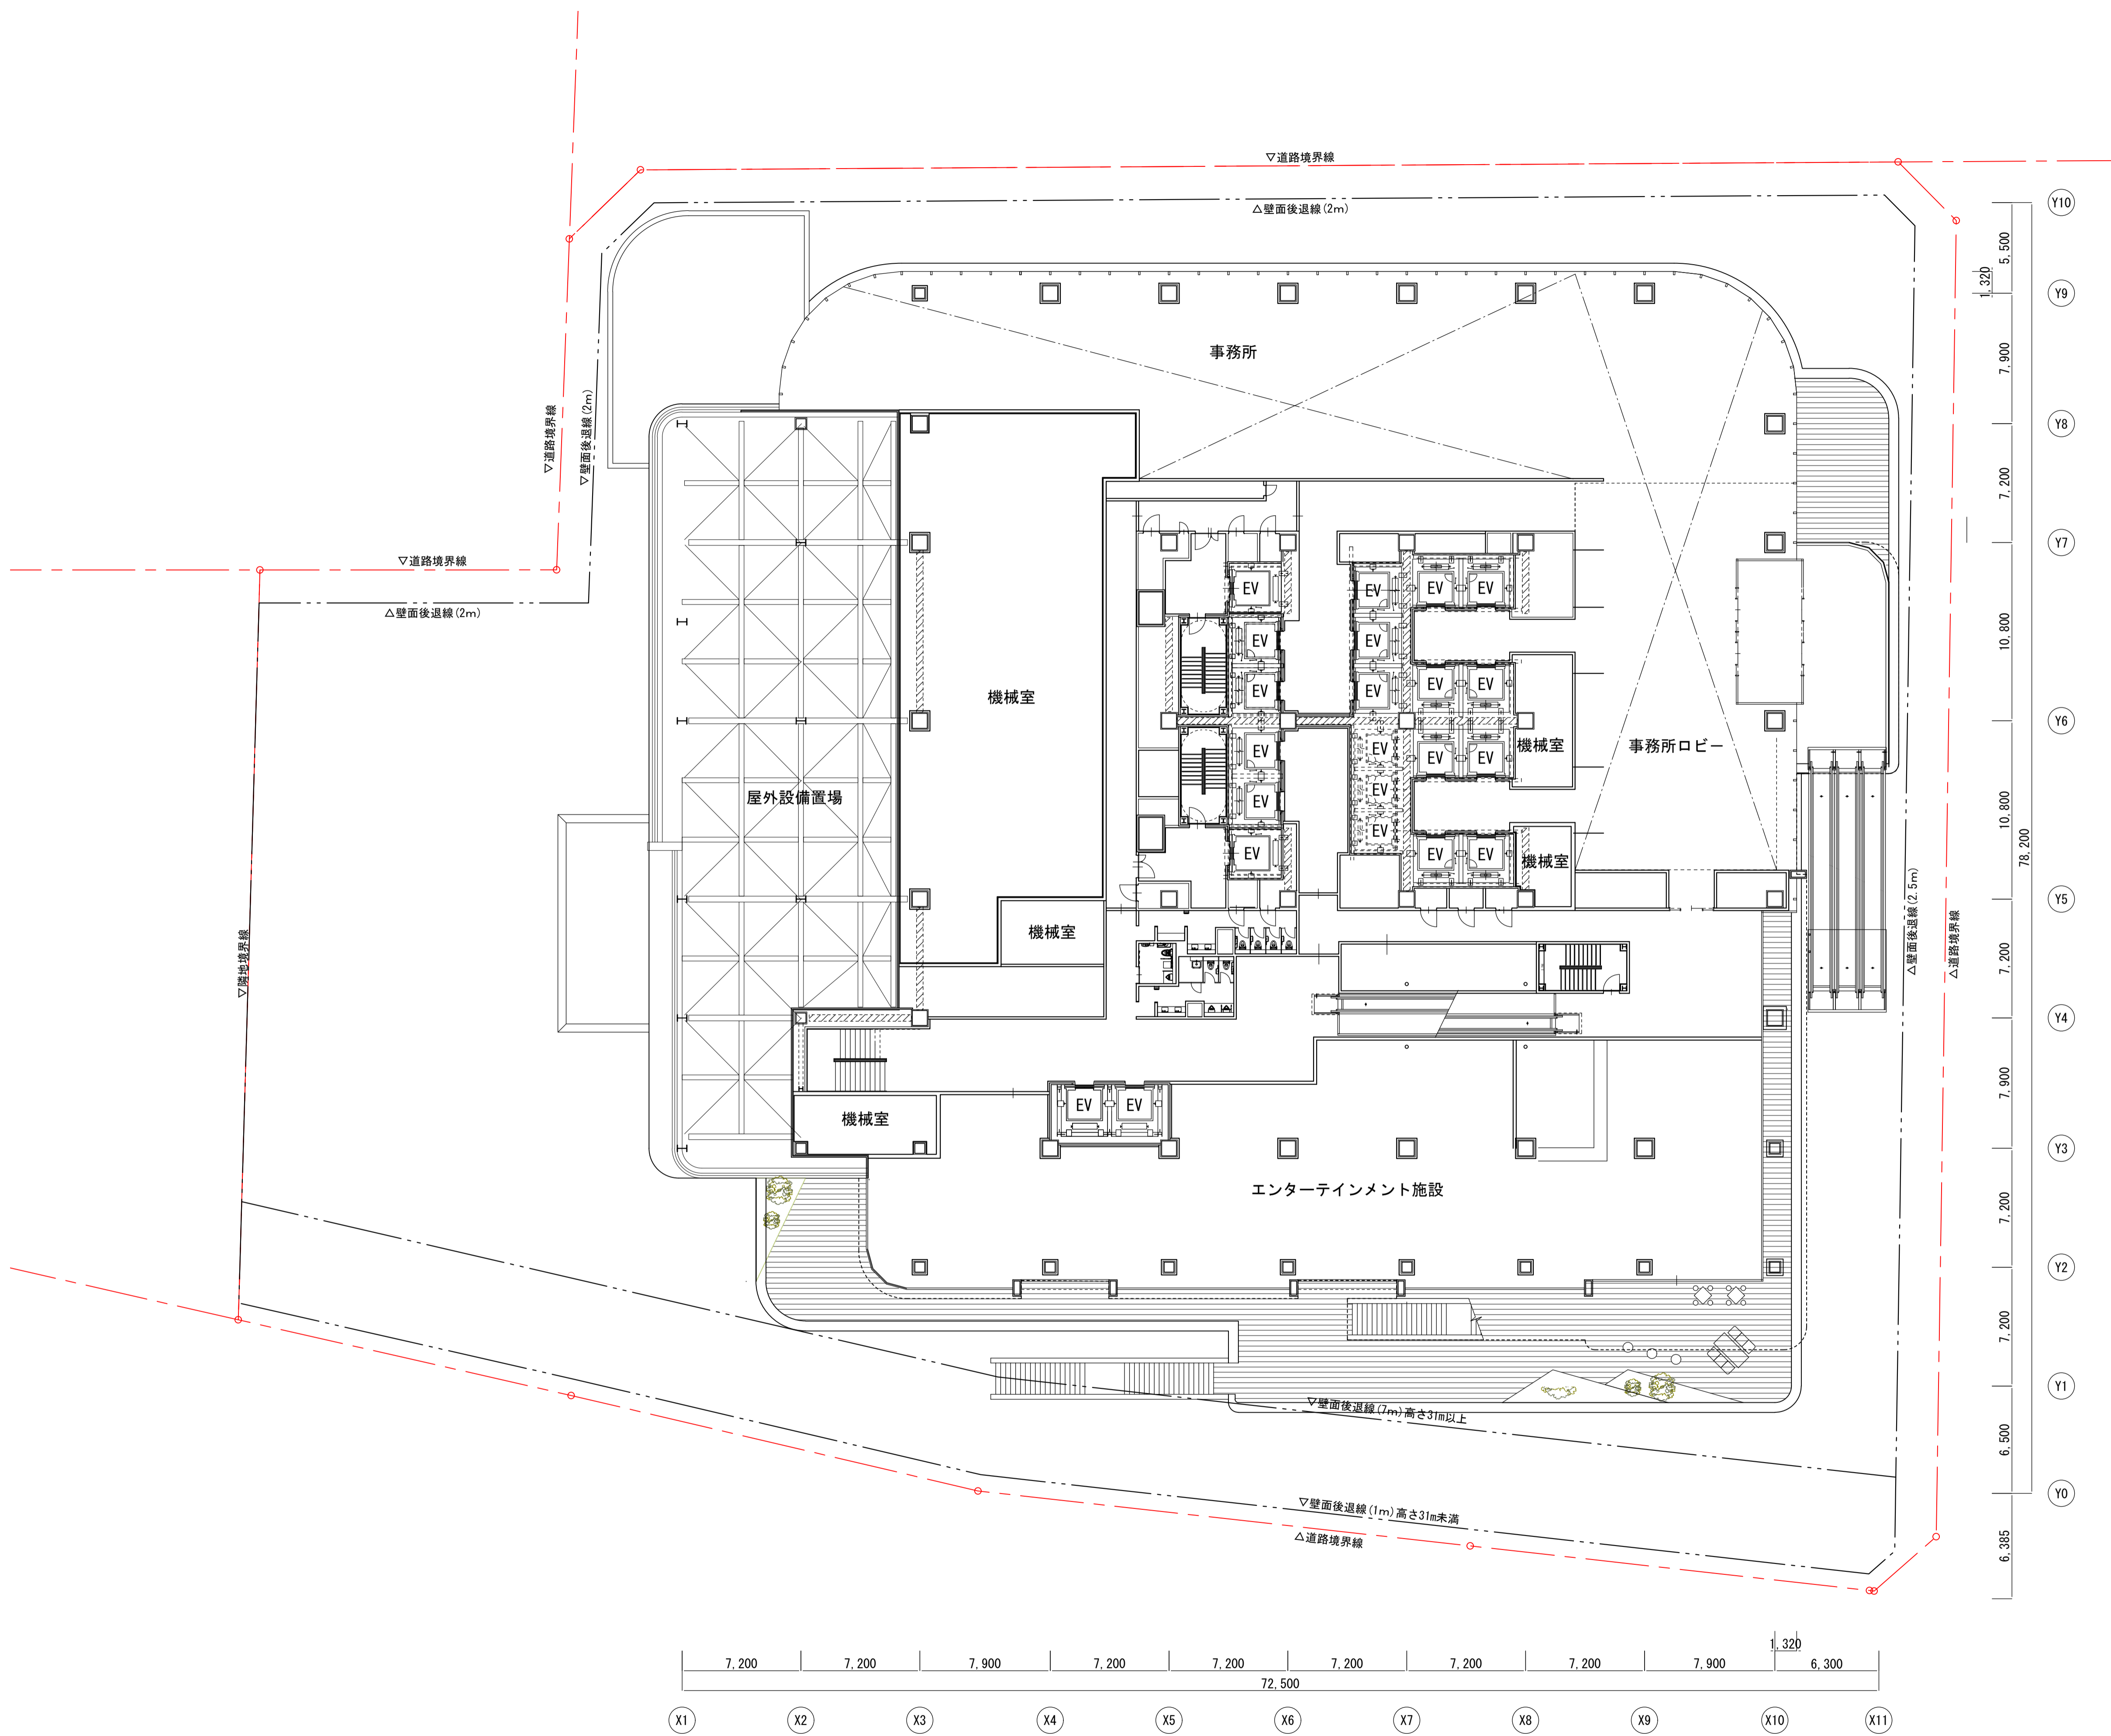 ▽道路境界線
△壁面後退線(2m)
Y10
5,500
1,320
Y9
事務所
7,900
▽道路境界線
▽壁面後退線(2m)
Y8
7,200
Y7
▽道路境界線
△壁面後退線(2m)
EV
EV
EV
EV
EV
EV
10,800
機械室
EV
EV
EV
EV
Y6
EV
EV
EV
EV
機械室
事務所ロビー
屋外設備置場
EV
EV
10,800
78,200
EV
EV
EV
EV
機械室
△壁面後退線(2.5m)
△道路境界線
Y5
機械室
▽隣地境界線
7,200
Y4
EV
EV
機械室
7,900
Y3
エンターテインメント施設
7,200
Y2
7,200
Y1
▽壁面後退線(7m)高さ31m以上
6,500
Y0
▽壁面後退線(1m)高さ31m未満
△道路境界線
6,385
1,320
7,200
7,200
7,900
7,200
7,200
7,200
7,200
7,200
7,900
6,300
72,500
X1
X2
X3
X4
X5
X6
X7
X8
X9
X10
X11